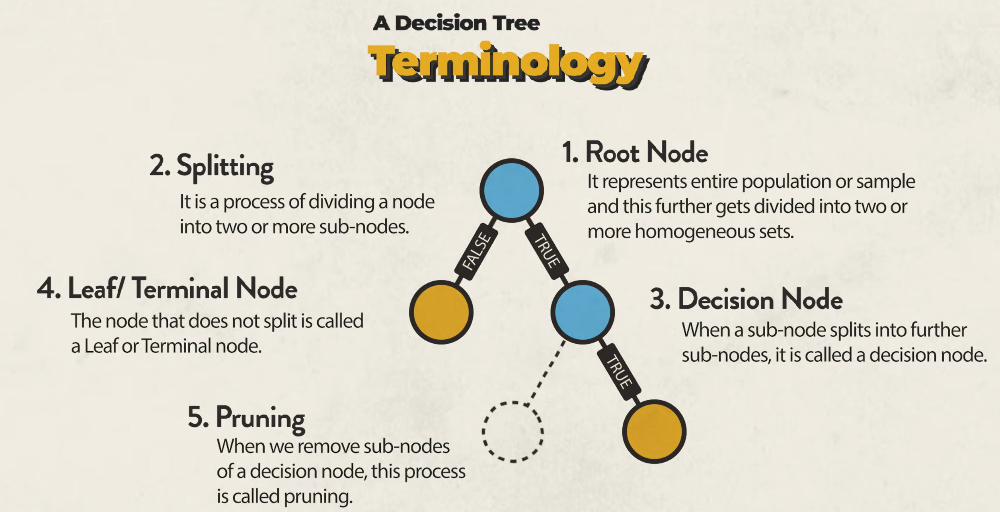 A Decision Tree
Terminology
1. Root Node
It represents entire population or sample
and this further gets divided into two or
more homogeneous sets.
2. Splitting
It is a process of dividing a node
into two or more sub-nodes.
FALSE
TRUE
3. Decision Node
When a sub-node splits into further
sub-nodes, it is called a decision node.
4. Leaf/ Terminal Node
The node that does not split is called
a Leaf or Terminal node.
TRUE
5. Pruning
When we remove sub-nodes
of a decision node, this process
is called pruning.